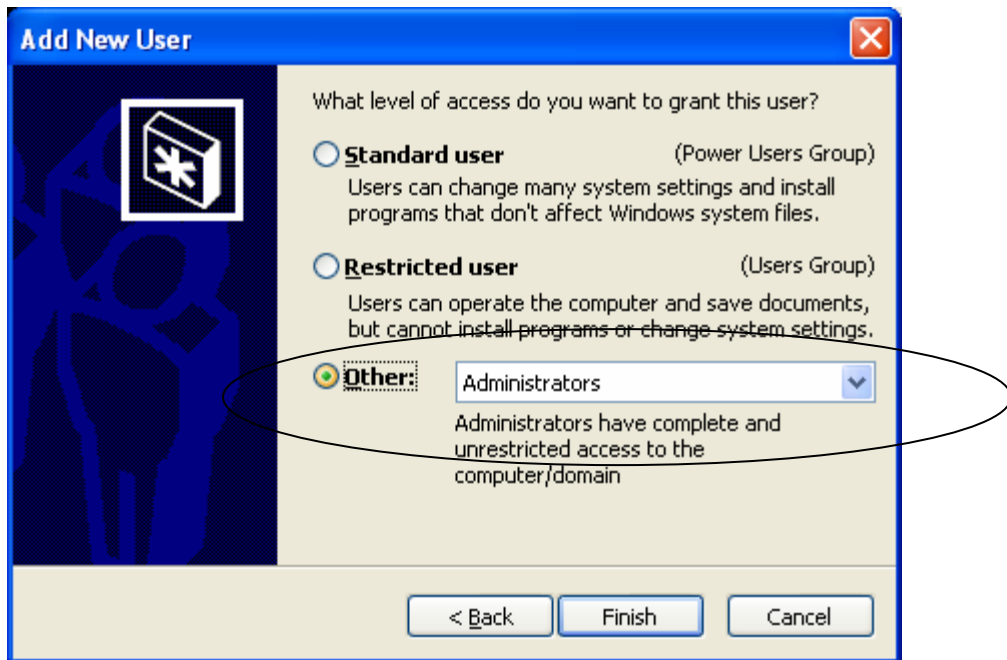 Add New User
What level of access do you want to grant this user?
Standard user (Power Users Group)
Users can change many system settings and install
programs that don't affect Windows system files.
Restricted user (Users Group)
Users can operate the computer and save documents,
but cannot install programs or change system settings.
Other: Administrators
Administrators have complete and
unrestricted access to the
computer/domain
< Back Finish Cancel